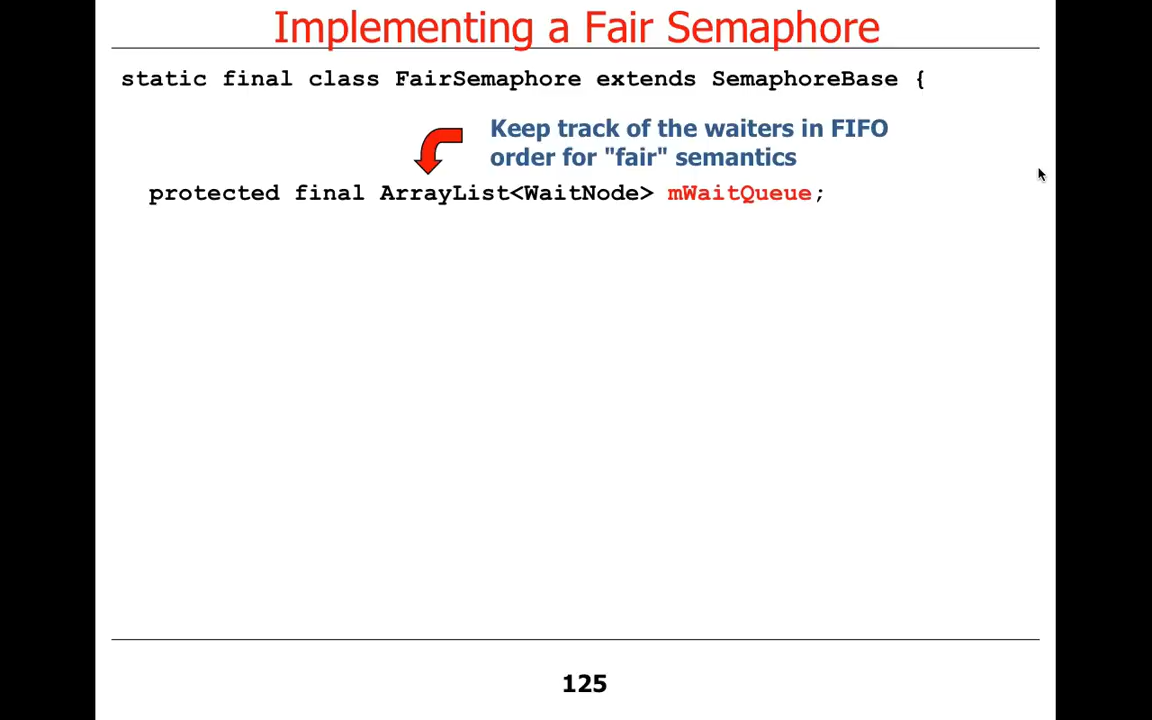 Implementing a Fair Semaphore
static final class FairSemaphore extends SemaphoreBase {
Keep track of the waiters in FIFO
order for "fair" semantics
protected final ArrayList<WaitNode> mWaitQueue;
125